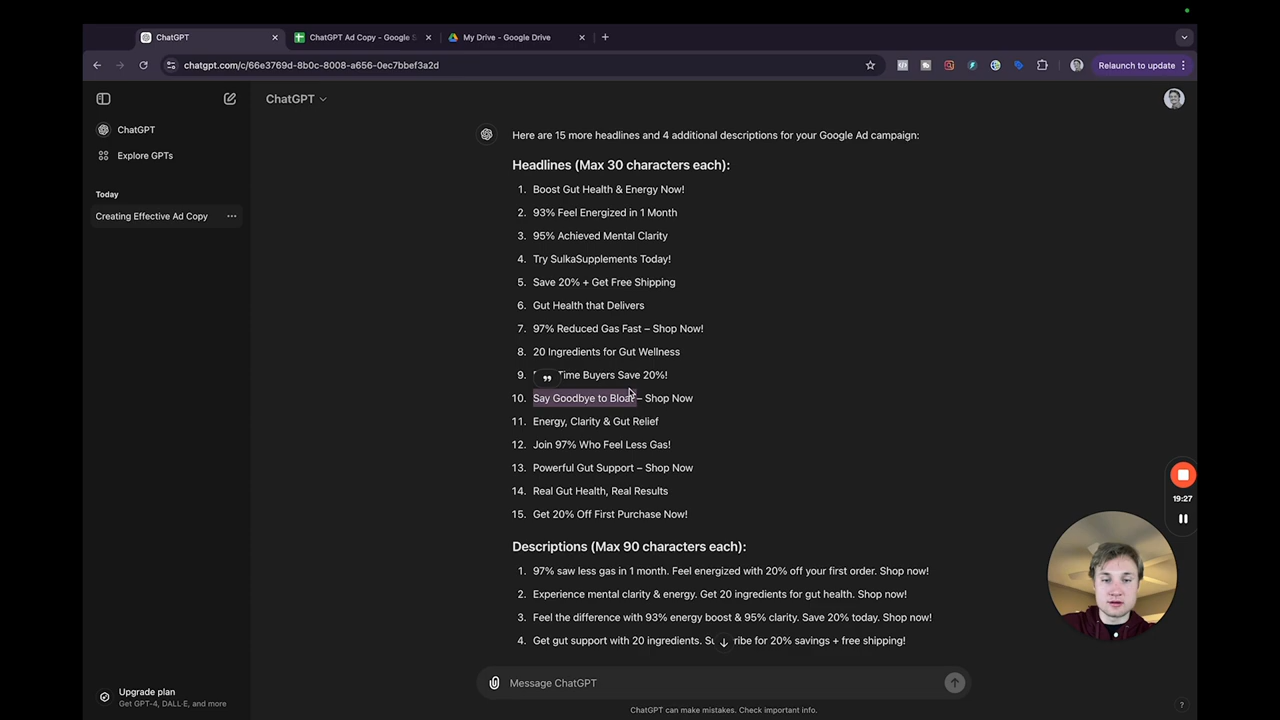 ChatGPT
ChatGPT Ad Copy - Google S
My Drive - Google Drive
chatgpt.com/c/66e3769d-8b0c-8008-a656-0ec7bbef3a2d
Relaunch to update
ChatGPT
ChatGPT
Explore GPTs
Today
Creating Effective Ad Copy
Here are 15 more headlines and 4 additional descriptions for your Google Ad campaign:
Headlines (Max 30 characters each):
1. Boost Gut Health & Energy Now!
2. 93% Feel Energized in 1 Month
3. 95% Achieved Mental Clarity
4. Try SulkaSupplements Today!
5. Save 20% + Get Free Shipping
6. Gut Health that Delivers
7. 97% Reduced Gas Fast – Shop Now!
8. 20 Ingredients for Gut Wellness
9. Time Buyers Save 20%!
10. Say Goodbye to Bloat – Shop Now
11. Energy, Clarity & Gut Relief
12. Join 97% Who Feel Less Gas!
13. Powerful Gut Support – Shop Now
14. Real Gut Health, Real Results
15. Get 20% Off First Purchase Now!
Descriptions (Max 90 characters each):
1. 97% saw less gas in 1 month. Feel energized with 20% off your first order. Shop now!
2. Experience mental clarity & energy. Get 20 ingredients for gut health. Shop now!
3. Feel the difference with 93% energy boost & 95% clarity. Save 20% today. Shop now!
4. Get gut support with 20 ingredients. for 20% savings + free shipping!
19:27
Message ChatGPT
ChatGPT can make mistakes. Check important info.
Upgrade plan
Get GPT-4, DALL·E, and more
?